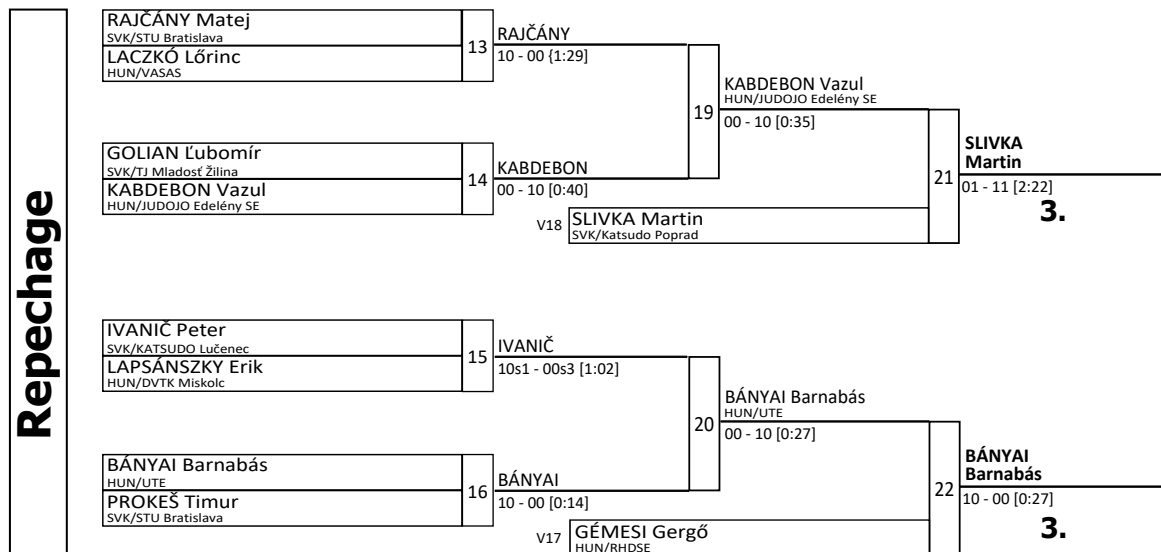 Repechage
RAJČÁNY Matej
SVK/STU Bratislava
LACZKÓ Lőrinc
HUN/VASAS
13
RAJČÁNY
10 - 00 {1:29]
GOLIAN Ľubomír
SVK/TJ Mladosť Žilina
KABDEBON Vazul
HUN/JUDOJO Edelény SE
14
KABDEBON
00 - 10 [0:40]
19
KABDEBON Vazul
HUN/JUDOJO Edelény SE
00 - 10 [0:35]
V18
SLIVKA Martin
SVK/Katsudo Poprad
21
SLIVKA
Martin
01 - 11 [2:22]
3.
IVANIČ Peter
SVK/KATSUDO Lučenec
LAPSÁNSZKY Erik
HUN/DVTK Miskolc
15
IVANIČ
10s1 - 00s3 [1:02]
BÁNYAI Barnabás
HUN/UTE
PROKEŠ Timur
SVK/STU Bratislava
16
BÁNYAI
10 - 00 [0:14]
20
BÁNYAI Barnabás
HUN/UTE
00 - 10 [0:27]
V17
GÉMESI Gergő
HUN/RHDSE
22
BÁNYAI
Barnabás
10 - 00 [0:27]
3.